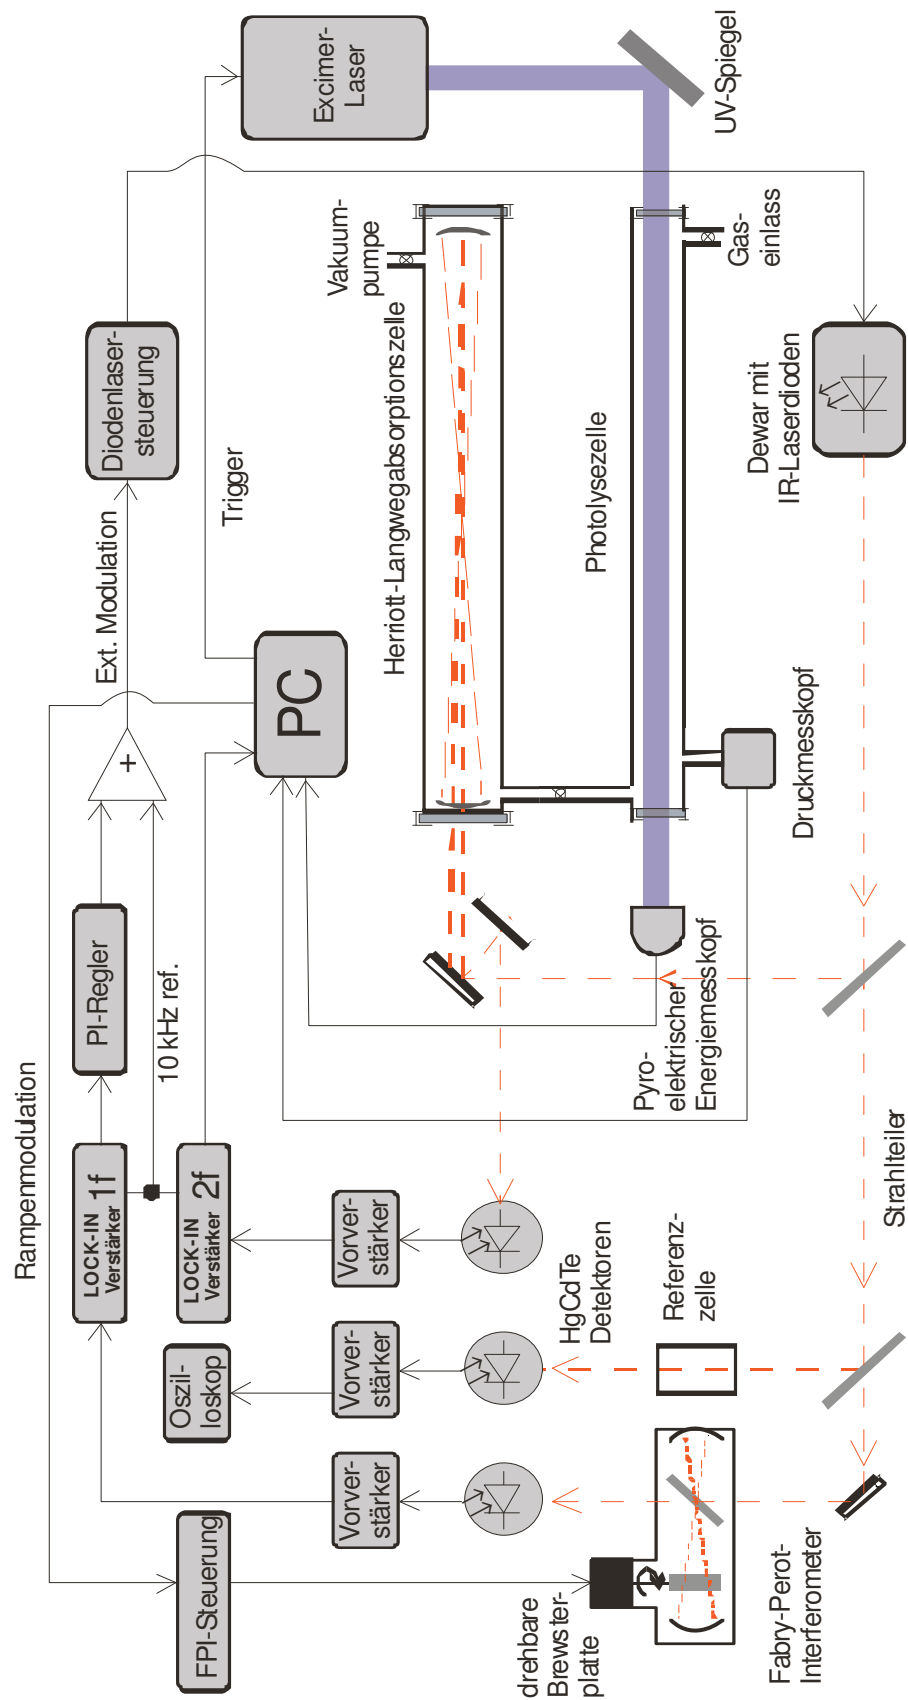 Rampenmodulation
FPI-Steuerung
LOCK-IN
Verstärker 1f
PI-Regler
10 kHz ref.
+
Ext. Modulation
Diodenlaser-
steuerung
Oszil-
loskop
LOCK-IN
Verstärker 2f
PC
Trigger
Excimer-
Laser
Vorver-
stärker
Vorver-
stärker
Vorver-
stärker
Herriott-Langwegabsorptionszelle
Vakuum-
pumpe
drehbare
Brewster-
platte
HgCdTe
Detektoren
Photolysezelle
UV-Spiegel
Referenz-
zelle
Pyro-
elektrischer
Energiemesskopf
Gas-
einlass
Fabry-Perot-
Interferometer
Druckmesskopf
Dewar mit
IR-Laserdioden
Strahlteiler